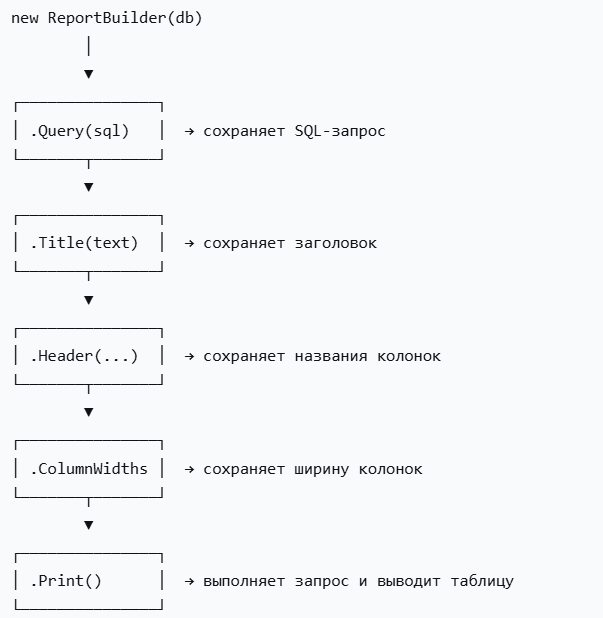 new ReportBuilder(db)
.Query(sql) → сохраняет SQL-запрос
.Title(text) → сохраняет заголовок
.Header(...) → сохраняет названия колонок
.ColumnWidths → сохраняет ширину колонок
.Print() → выполняет запрос и выводит таблицу